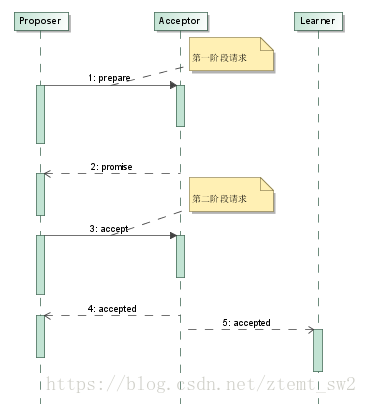 Proposer Acceptor Learner
第一阶段请求
1: prepare
2: promise
第二阶段请求
3: accept
4: accepted
5: accepted
https://blog.csdn.net/ztemt_sw2